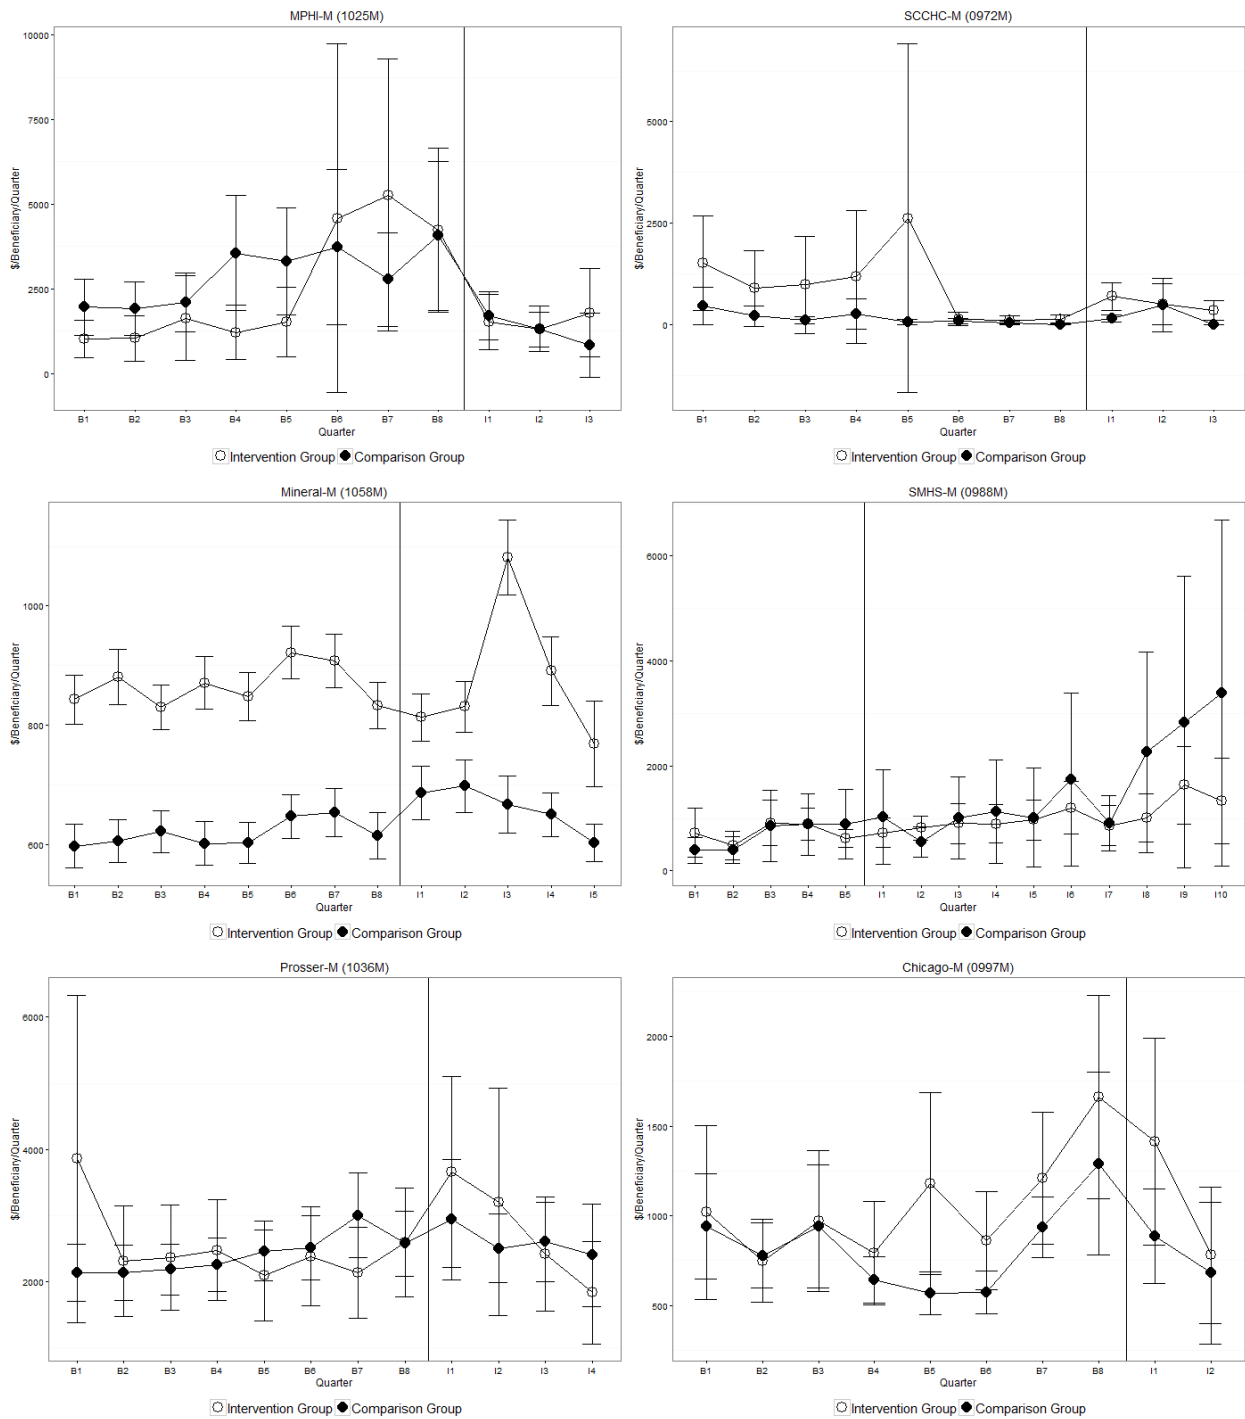 MPHI-M (1025M)
10000
7500
5000
2500
0
$/Beneficiary/Quarter
B1 B2 B3 B4 B5 B6 B7 B8 I1 I2 I3
Quarter
Intervention Group Comparison Group
SCCHC-M (0972M)
5000
2500
0
$/Beneficiary/Quarter
B1 B2 B3 B4 B5 B6 B7 B8 I1 I2 I3
Quarter
Intervention Group Comparison Group
Mineral-M (1058M)
1000
800
600
$/Beneficiary/Quarter
B1 B2 B3 B4 B5 B6 B7 B8 I1 I2 I3 I4 I5
Quarter
Intervention Group Comparison Group
SMHS-M (0988M)
6000
4000
2000
0
$/Beneficiary/Quarter
B1 B2 B3 B4 B5 I1 I2 I3 I4 I5 I6 I7 I8 I9 I10
Quarter
Intervention Group Comparison Group
Prosser-M (1036M)
6000
4000
2000
$/Beneficiary/Quarter
B1 B2 B3 B4 B5 B6 B7 B8 I1 I2 I3 I4
Quarter
Intervention Group Comparison Group
Chicago-M (0997M)
2000
1500
1000
500
$/Beneficiary/Quarter
B1 B2 B3 B4 B5 B6 B7 B8 I1 I2
Quarter
Intervention Group Comparison Group